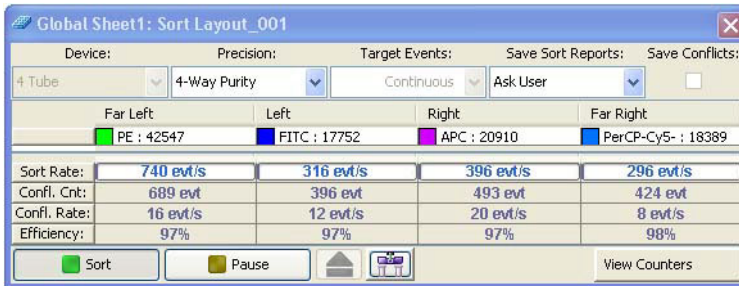 Global Sheet1: Sort Layout_001
Device: Precision: Target Events: Save Sort Reports: Save Conflicts:
4 Tube 4-Way Purity Continuous Ask User
Far Left Left Right Far Right
PE : 42547 FITC : 17752 APC : 20910 PerCP-Cy5- : 18389
Sort Rate: 740 evt/s 316 evt/s 396 evt/s 296 evt/s
Confl. Cnt: 689 evt 396 evt 493 evt 424 evt
Confl. Rate: 16 evt/s 12 evt/s 20 evt/s 8 evt/s
Efficiency: 97% 97% 97% 98%
Sort Pause View Counters